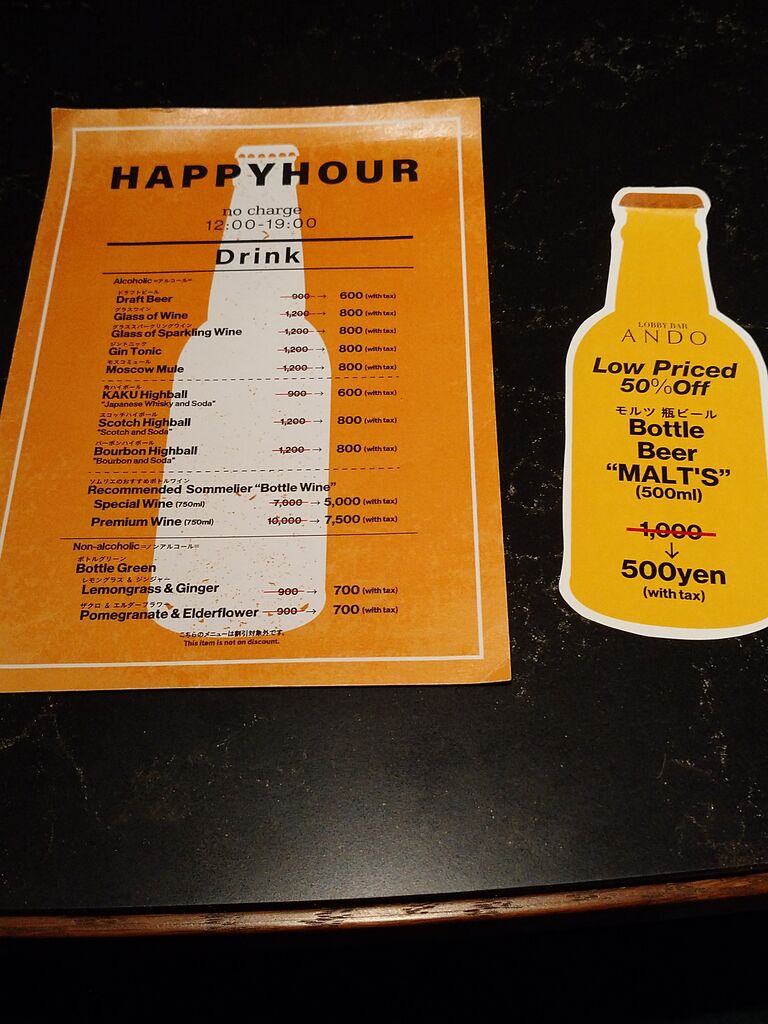 HAPPYHOUR
no charge
12:00-19:00
Drink
Alcoholic =アルコール=
ドラフトビール
Draft Beer 900 → 600 (with tax)
グラスワイン
Glass of Wine 1,200 → 800 (with tax)
グラススパークリングワイン
Glass of Sparkling Wine 1,200 → 800 (with tax)
ジントニック
Gin Tonic 1,200 → 800 (with tax)
モスコミュール
Moscow Mule 1,200 → 800 (with tax)
角ハイボール
KAKU Highball 900 → 600 (with tax)
"Japanese Whisky and Soda"
スコッチハイボール
Scotch Highball 1,200 → 800 (with tax)
"Scotch and Soda"
バーボンハイボール
Bourbon Highball 1,200 → 800 (with tax)
"Bourbon and Soda"
ソムリエのおすすめボトルワイン
Recommended Sommelier "Bottle Wine"
Special Wine (750ml) 7,000 → 5,000 (with tax)
Premium Wine (750ml) 10,000 → 7,500 (with tax)
Non-alcoholic =ノンアルコール=
ボトルグリーン
Bottle Green
レモングラス & ジンジャー
Lemongrass & Ginger 900 → 700 (with tax)
ザクロ & エルダーフラワー
Pomegranate & Elderflower 900 → 700 (with tax)
こちらのメニューは割引対象外です。
This item is not on discount.
LOBBY BAR
ANDO
Low Priced
50%Off
モルツ 瓶ビール
Bottle
Beer
"MALT'S"
(500ml)
1,000
↓
500yen
(with tax)